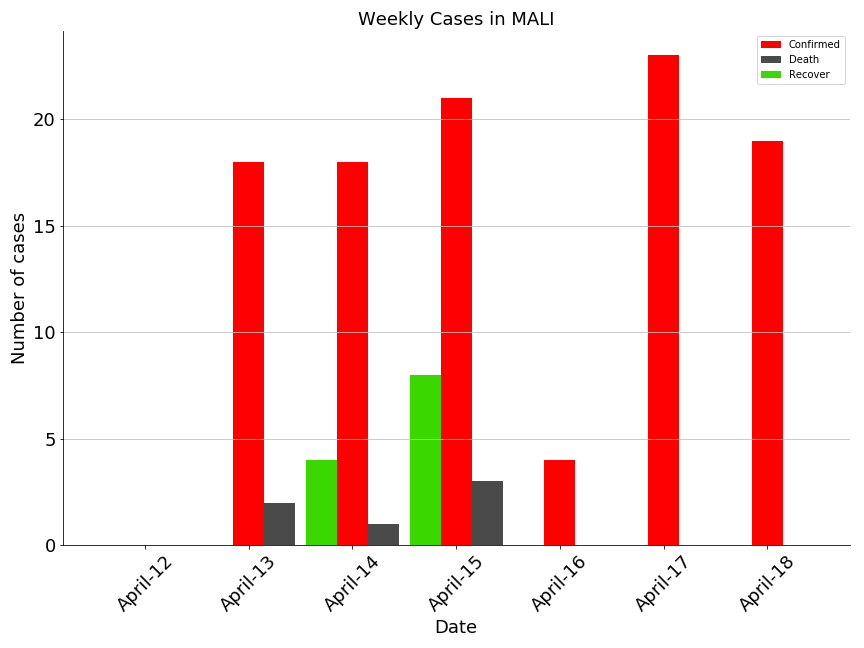 Weekly Cases in MALI
Confirmed
Death
Recover
Number of cases
20
15
10
5
0
April-12
April-13
April-14
April-15
April-16
April-17
April-18
Date